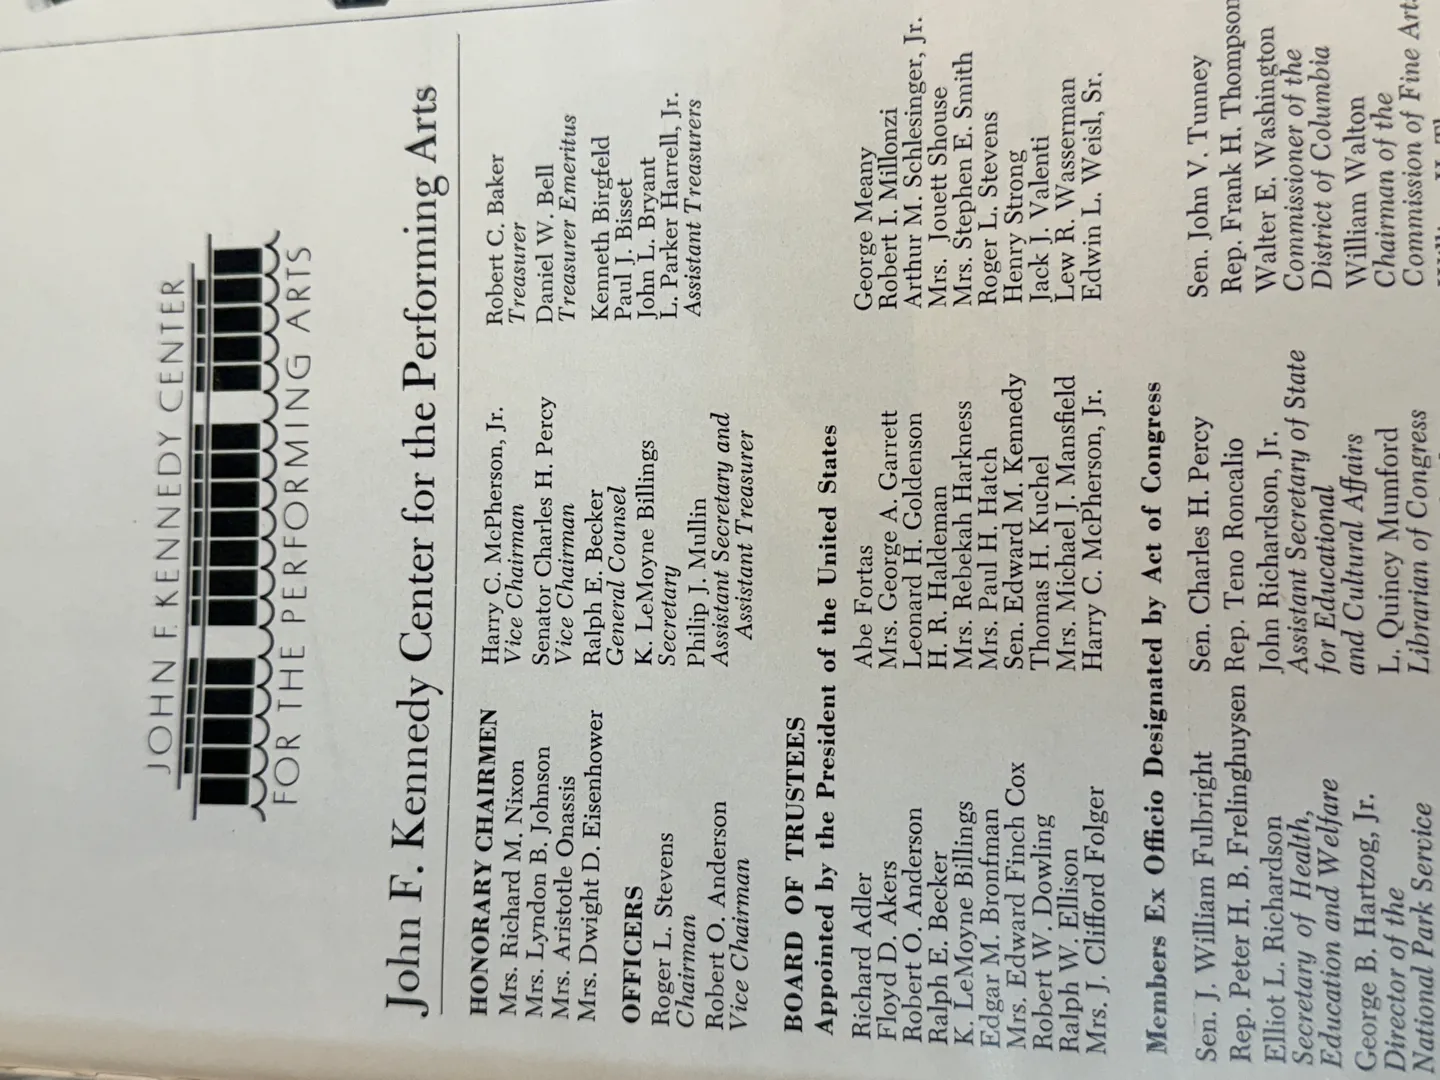 JOHN F. KENNEDY CENTER
FOR THE PERFORMING ARTS
John F. Kennedy Center for the Performing Arts
HONORARY CHAIRMEN
Mrs. Richard M. Nixon
Mrs. Lyndon B. Johnson
Mrs. Aristotle Onassis
Mrs. Dwight D. Eisenhower
OFFICERS
Roger L. Stevens
Chairman
Robert O. Anderson
Vice Chairman
Harry C. McPherson, Jr.
Vice Chairman
Senator Charles H. Percy
Vice Chairman
Ralph E. Becker
General Counsel
K. LeMoyne Billings
Secretary
Philip J. Mullin
Assistant Secretary and
Assistant Treasurer
Robert C. Baker
Treasurer
Daniel W. Bell
Treasurer Emeritus
Kenneth Birgfeld
Paul J. Bisset
John L. Bryant
L. Parker Harrell, Jr.
Assistant Treasurers
BOARD OF TRUSTEES
Appointed by the President of the United States
Richard Adler
Floyd D. Akers
Robert O. Anderson
Ralph E. Becker
K. LeMoyne Billings
Edgar M. Bronfman
Mrs. Edward Finch Cox
Robert W. Dowling
Ralph W. Ellison
Mrs. J. Clifford Folger
Abe Fortas
Mrs. George A. Garrett
Leonard H. Goldenson
H. R. Haldeman
Mrs. Rebekah Harkness
Mrs. Paul H. Hatch
Sen. Edward M. Kennedy
Thomas H. Kuchel
Mrs. Michael J. Mansfield
Harry C. McPherson, Jr.
George Meany
Robert I. Millonzi
Arthur M. Schlesinger, Jr.
Mrs. Jouett Shouse
Mrs. Stephen E. Smith
Roger L. Stevens
Henry Strong
Jack J. Valenti
Lew R. Wasserman
Edwin L. Weisl, Sr.
Members Ex Officio Designated by Act of Congress
Sen. J. William Fulbright
Rep. Peter H. B. Frelinghuysen
Elliot L. Richardson
Secretary of Health,
Education and Welfare
George B. Hartzog, Jr.
Director of the
National Park Service
Sen. Charles H. Percy
Rep. Teno Roncalio
John Richardson, Jr.
Assistant Secretary of State
for Educational
and Cultural Affairs
L. Quincy Mumford
Librarian of Congress
Sen. John V. Tunney
Rep. Frank H. Thompson
Walter E. Washington
Commissioner of the
District of Columbia
William Walton
Chairman of the
Commission of Fine Arts